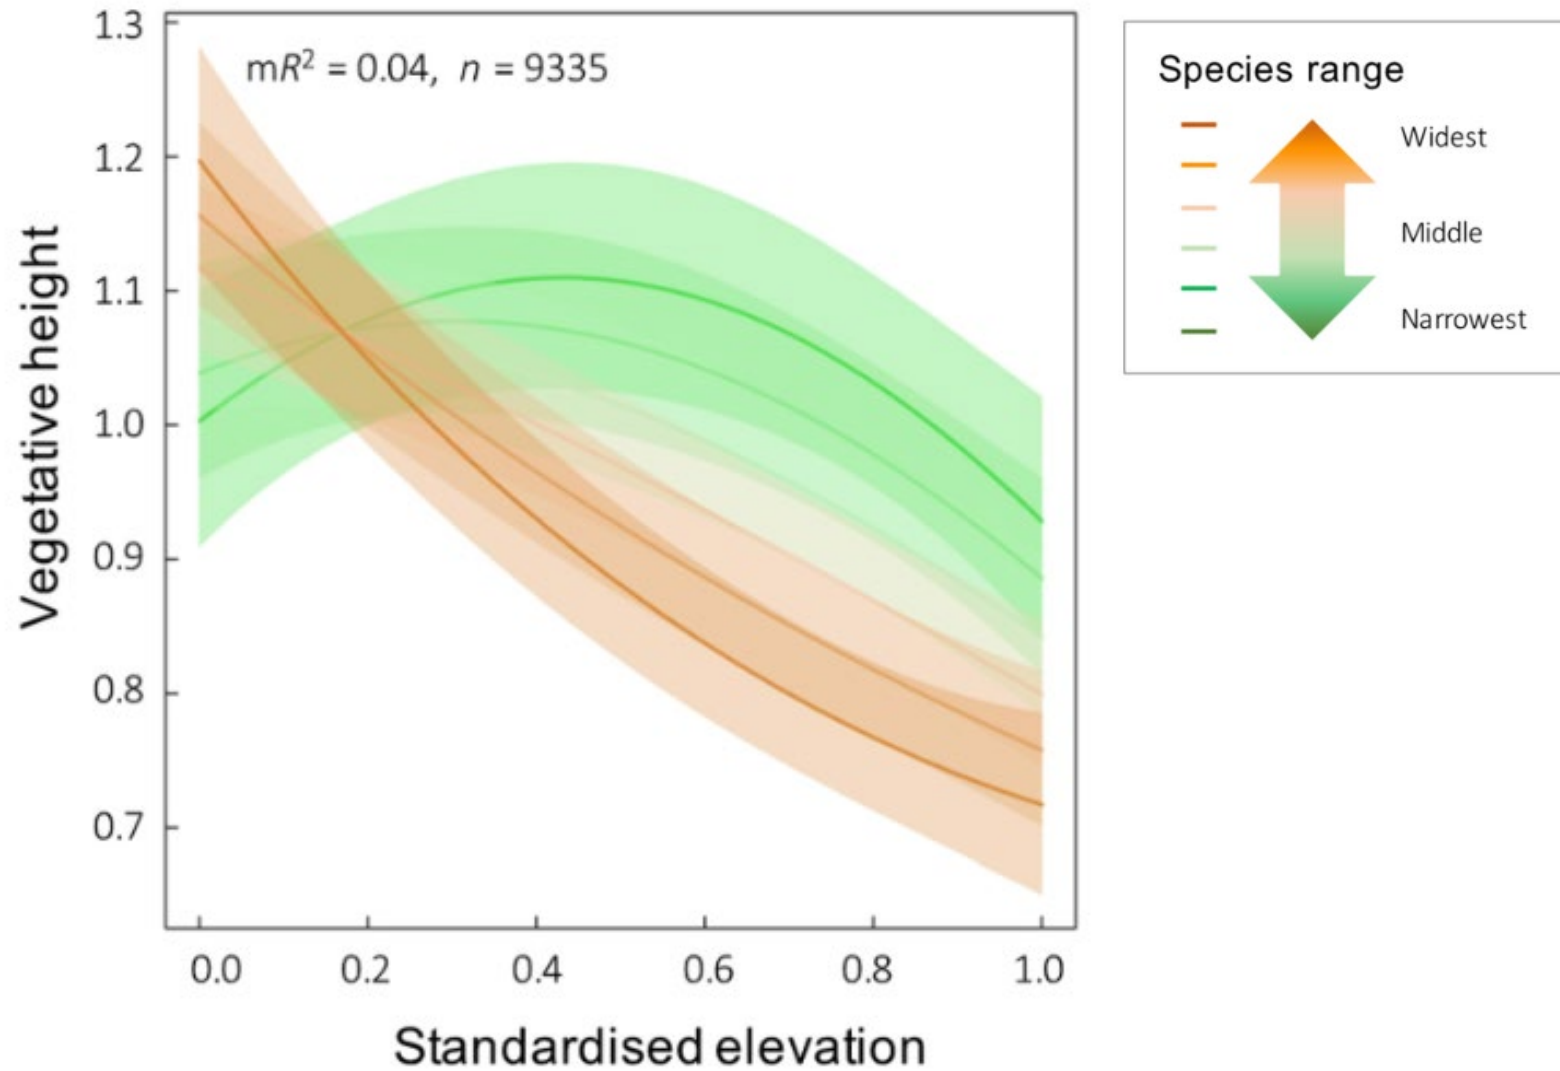 1.3
mR² = 0.04, n = 9335
1.2
1.1
1.0
0.9
0.8
0.7
Vegetative height
0.0 0.2 0.4 0.6 0.8 1.0
Standardised elevation
Species range
Widest
Middle
Narrowest